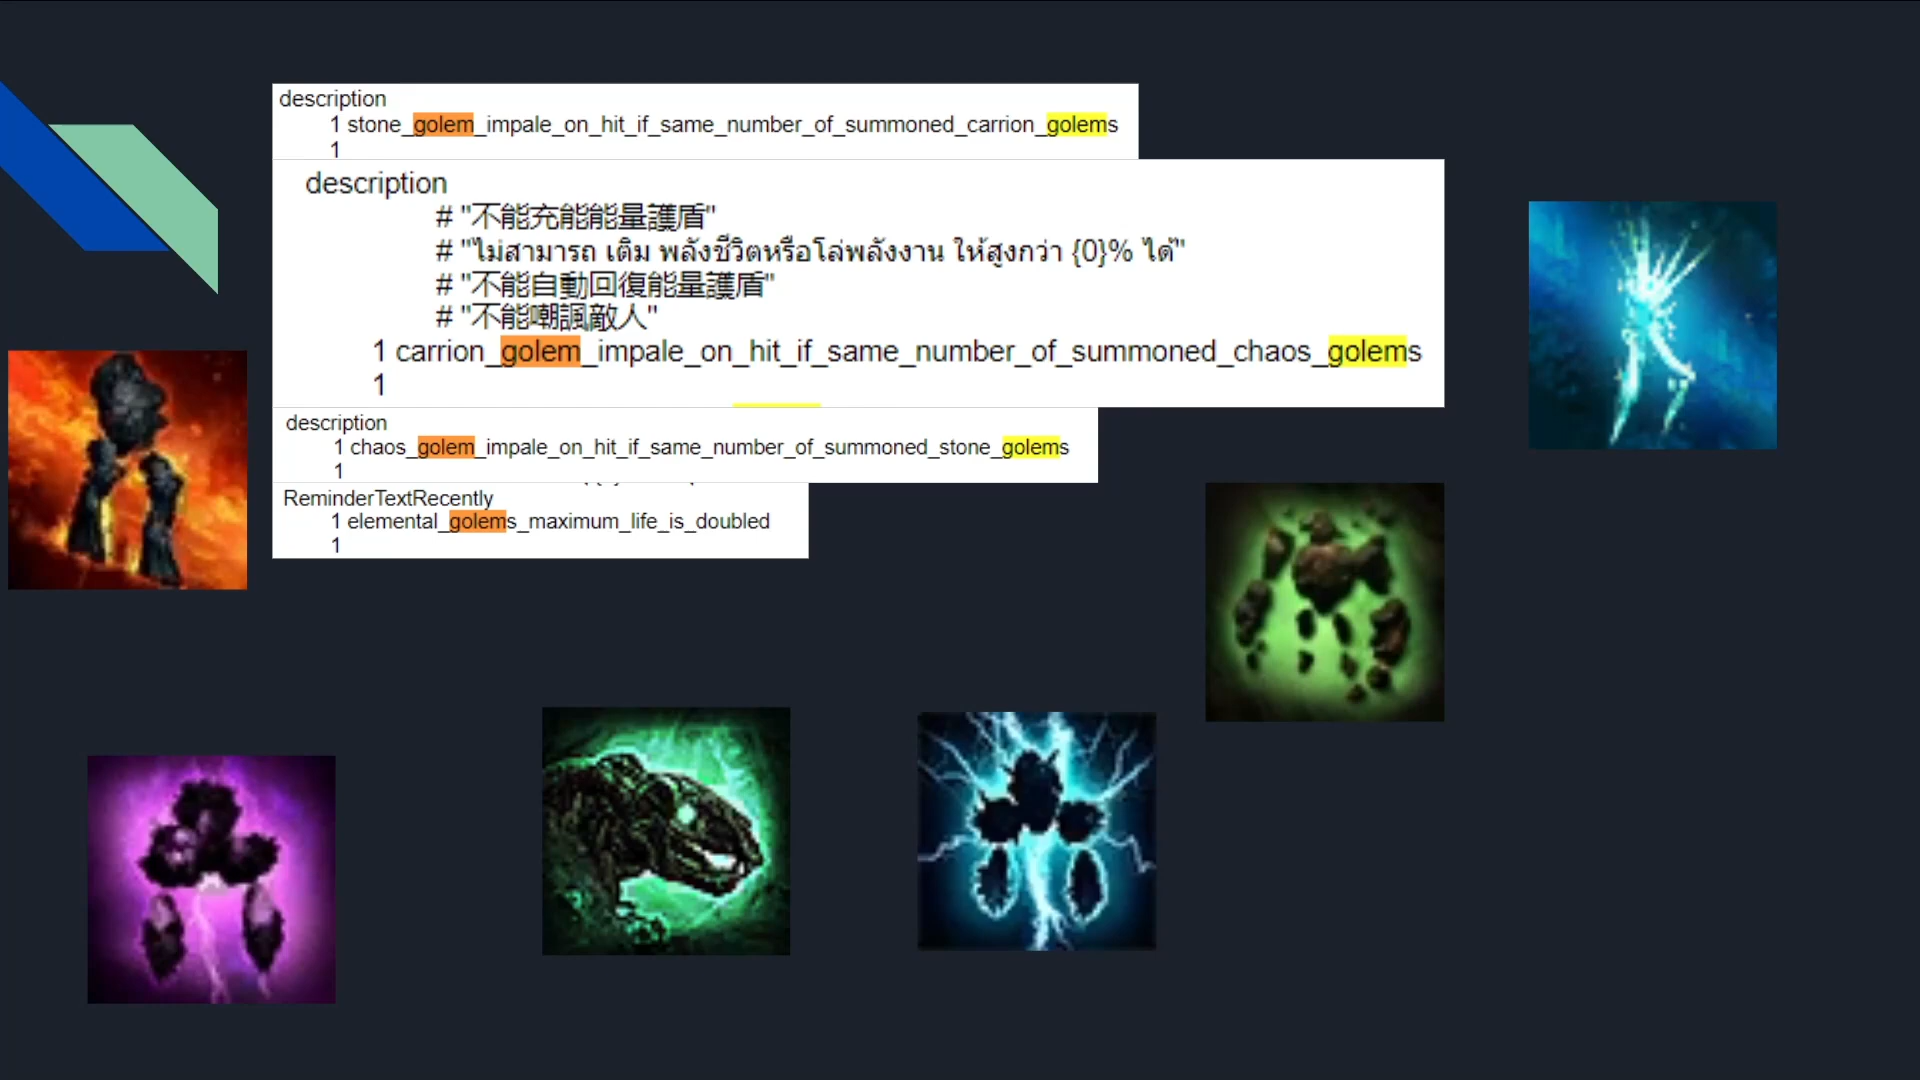 description
1 stone_golem_impale_on_hit_if_same_number_of_summoned_carrion_golems
1
description
# "不能充能能量護盾"
# "ไม่สามารถ เติม พลังชีวิตหรือโล่พลังงาน ให้สูงกว่า {0}% ได้"
# "不能自動回復能量護盾"
# "不能嘲諷敵人"
1 carrion_golem_impale_on_hit_if_same_number_of_summoned_chaos_golems
1
description
1 chaos_golem_impale_on_hit_if_same_number_of_summoned_stone_golems
1
ReminderTextRecently
1 elemental_golems_maximum_life_is_doubled
1